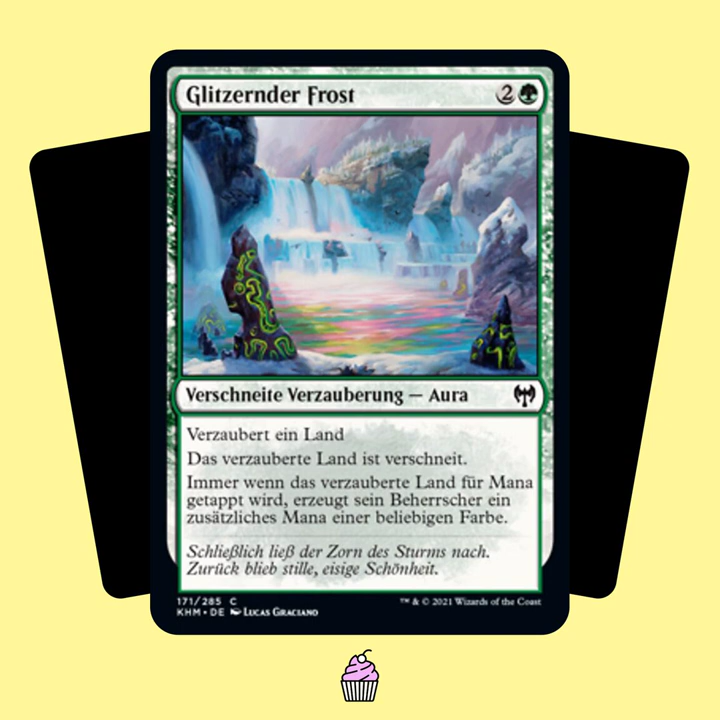 Glitzernder Frost
2
Verschneite Verzauberung — Aura
Verzaubert ein Land
Das verzauberte Land ist verschneit.
Immer wenn das verzauberte Land für Mana
getappt wird, erzeugt sein Beherrscher ein
zusätzliches Mana einer beliebigen Farbe.
Schließlich ließ der Zorn des Sturms nach.
Zurück blieb stille, eisige Schönheit.
171/285 C
KHM • DE Lucas Graciano
™ & © 2021 Wizards of the Coast